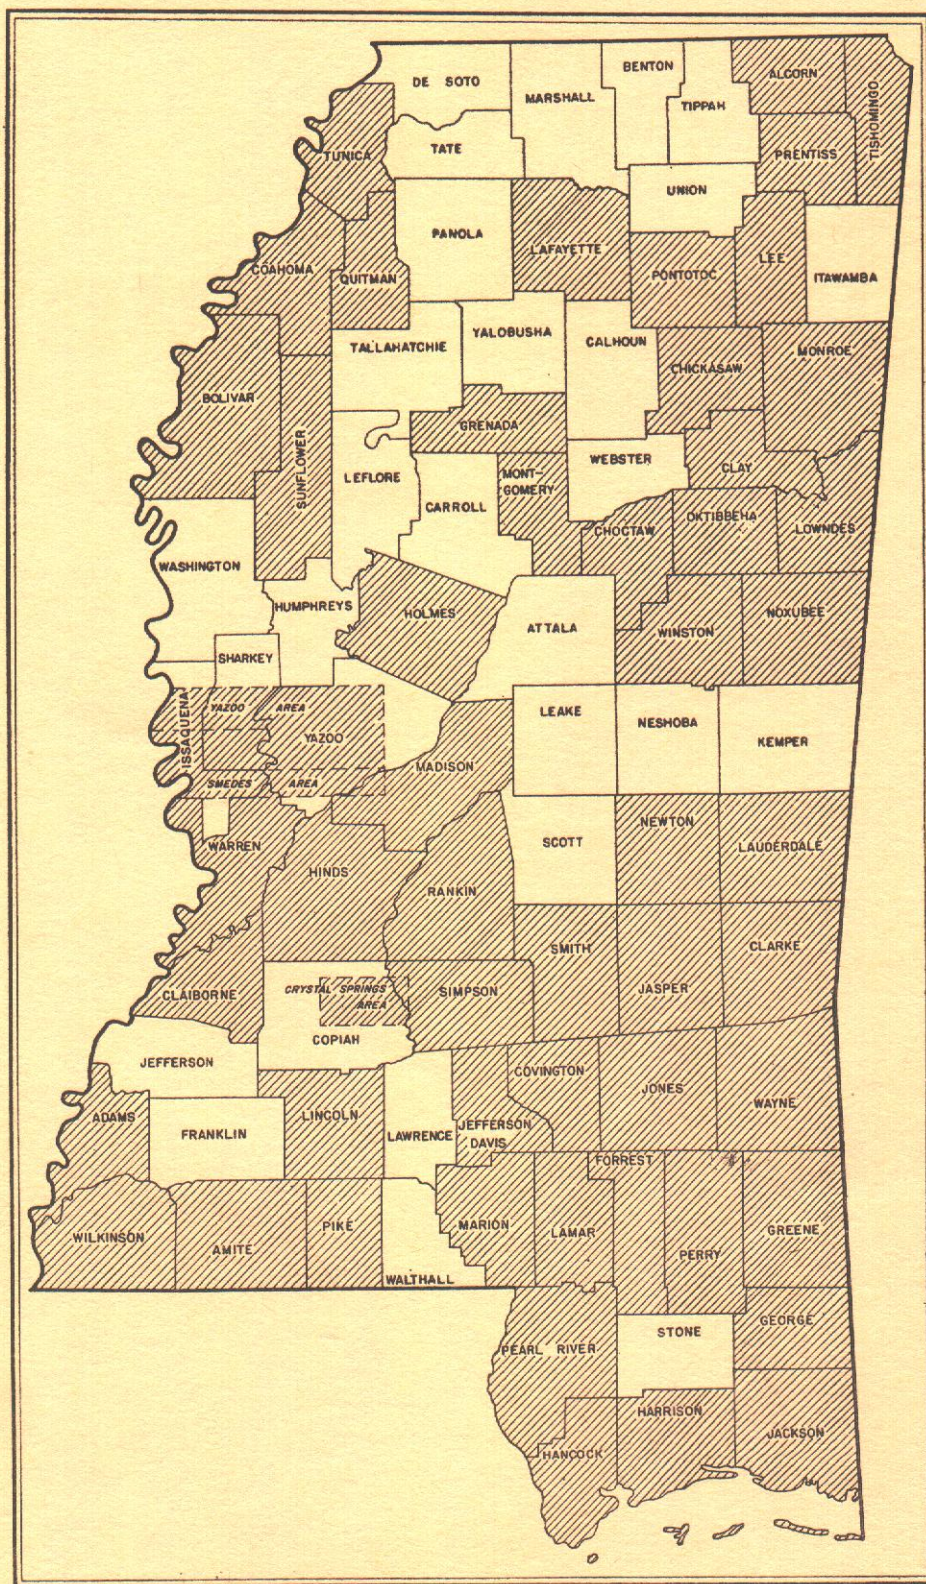 DE SOTO
MARSHALL
BENTON
TIPPAH
ALCORN
TISHOMINGO
TUNICA
TATE
PRENTISS
UNION
PANOLA
LAFAYETTE
COAHOMA
QUITMAN
PONTOTOC
LEE
ITAWAMBA
TALLAHATCHIE
YALOBUSHA
CALHOUN
CHICKASAW
MONROE
BOLIVAR
SUNFLOWER
GRENADA
LEFLORE
CARROLL
MONT-
GOMERY
WEBSTER
CLAY
CHOCTAW
OKTIBBEHA
LOWNDES
WASHINGTON
HUMPHREYS
HOLMES
ATTALA
WINSTON
NOXUBEE
SHARKEY
ISSAQUENA
YAZOO AREA
YAZOO
SMEDES AREA
MADISON
LEAKE
NESHOBA
KEMPER
WARREN
HINDS
RANKIN
SCOTT
NEWTON
LAUDERDALE
CLAIBORNE
CRYSTAL SPRINGS
AREA
COPIAH
SIMPSON
SMITH
JASPER
CLARKE
JEFFERSON
ADAMS
FRANKLIN
LINCOLN
LAWRENCE
JEFFERSON
DAVIS
COVINGTON
JONES
WAYNE
WILKINSON
AMITE
PIKE
WALTHALL
MARION
LAMAR
FORREST
PERRY
GREENE
PEARL RIVER
STONE
GEORGE
HANCOCK
HARRISON
JACKSON